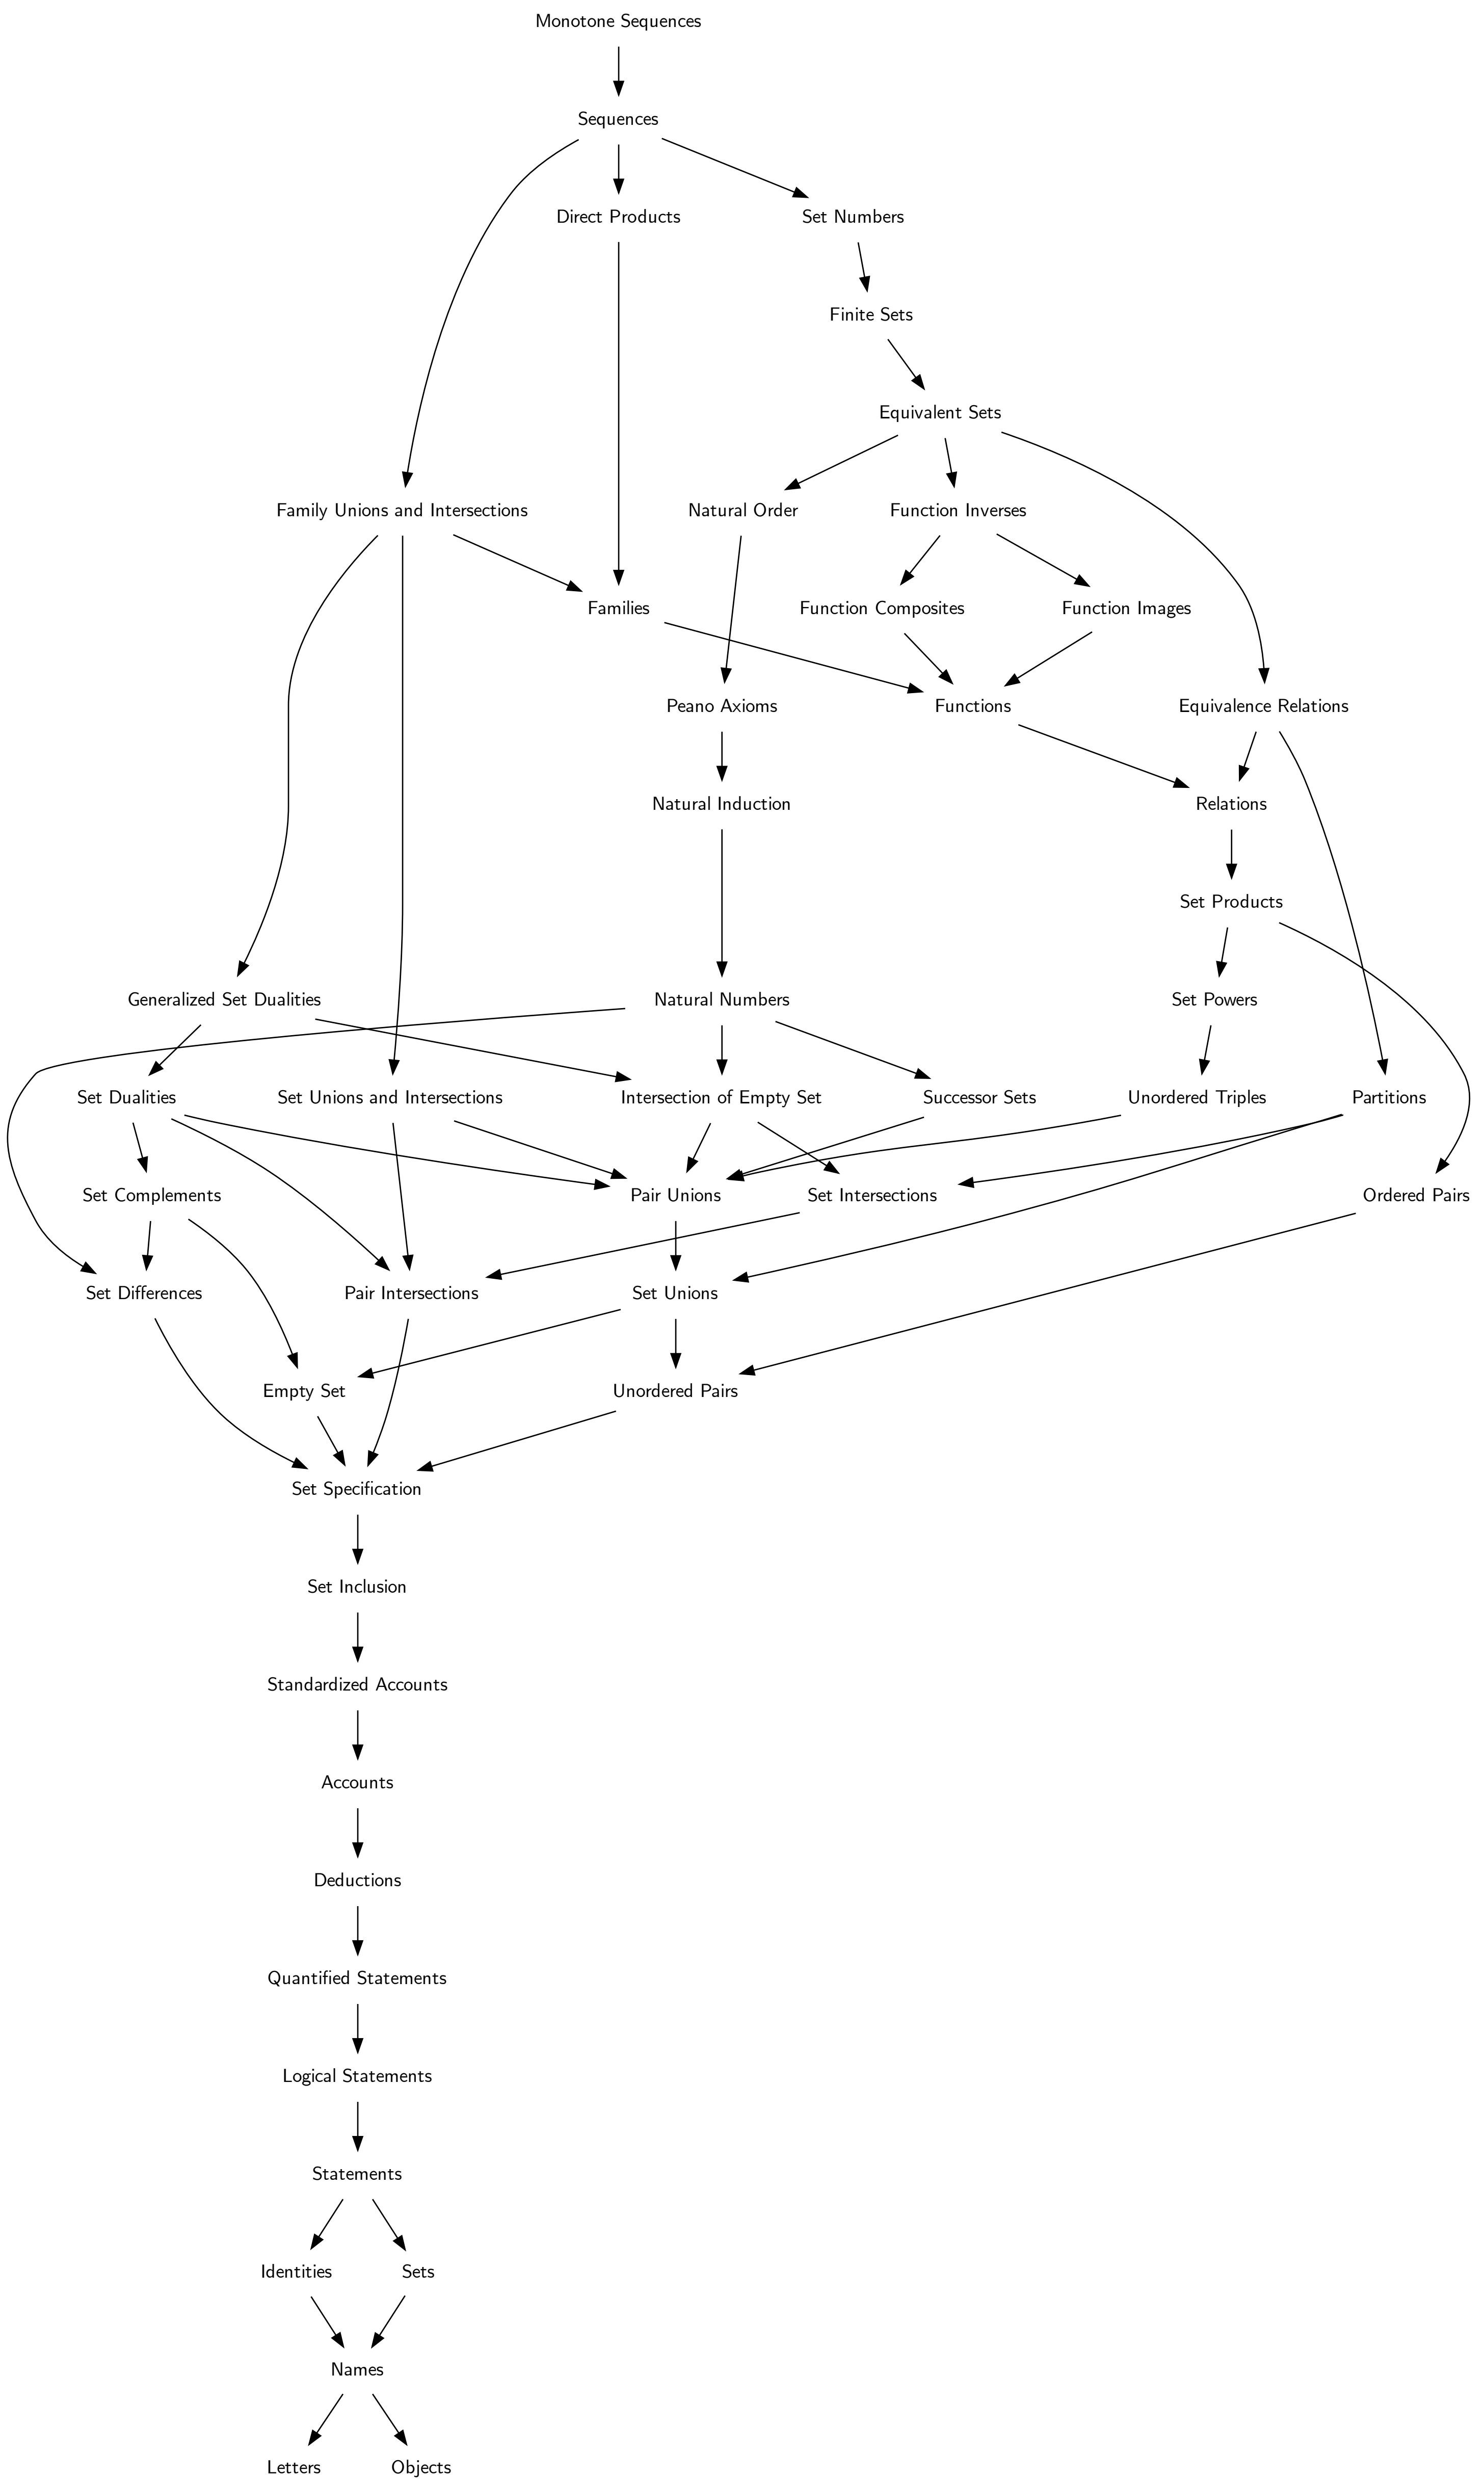 Monotone Sequences
Sequences
Direct Products
Set Numbers
Finite Sets
Equivalent Sets
Family Unions and Intersections
Natural Order
Function Inverses
Families
Function Composites
Function Images
Peano Axioms
Functions
Equivalence Relations
Natural Induction
Relations
Set Products
Generalized Set Dualities
Natural Numbers
Set Powers
Set Dualities
Set Unions and Intersections
Intersection of Empty Set
Successor Sets
Unordered Triples
Partitions
Set Complements
Pair Unions
Set Intersections
Ordered Pairs
Set Differences
Pair Intersections
Set Unions
Empty Set
Unordered Pairs
Set Specification
Set Inclusion
Standardized Accounts
Accounts
Deductions
Quantified Statements
Logical Statements
Statements
Identities
Sets
Names
Letters
Objects